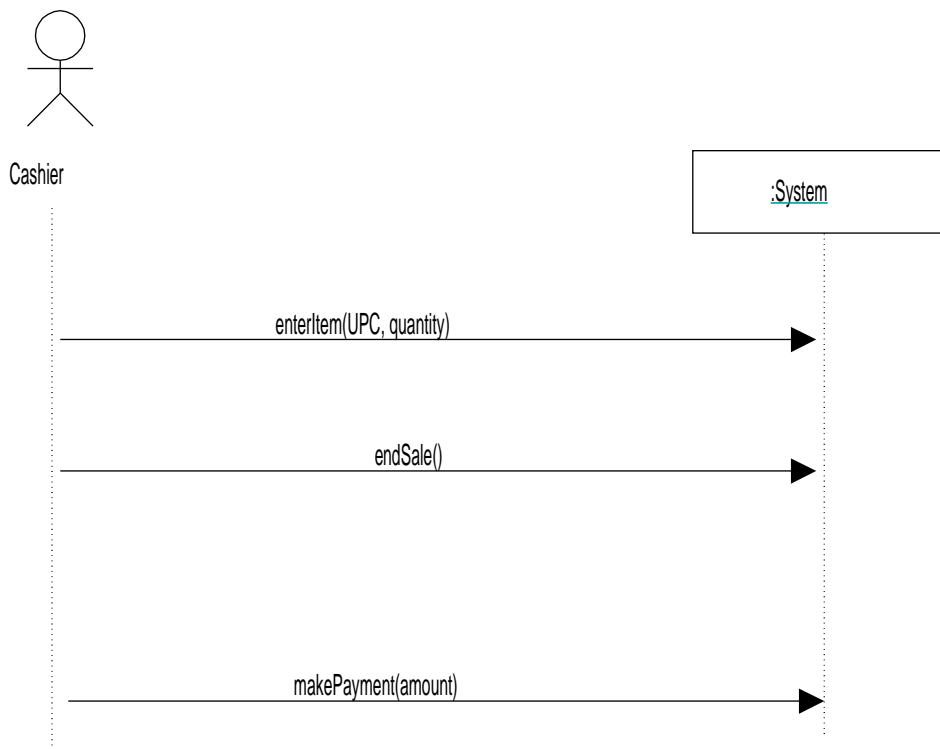 Cashier
:System
enterItem(UPC, quantity)
endSale()
makePayment(amount)